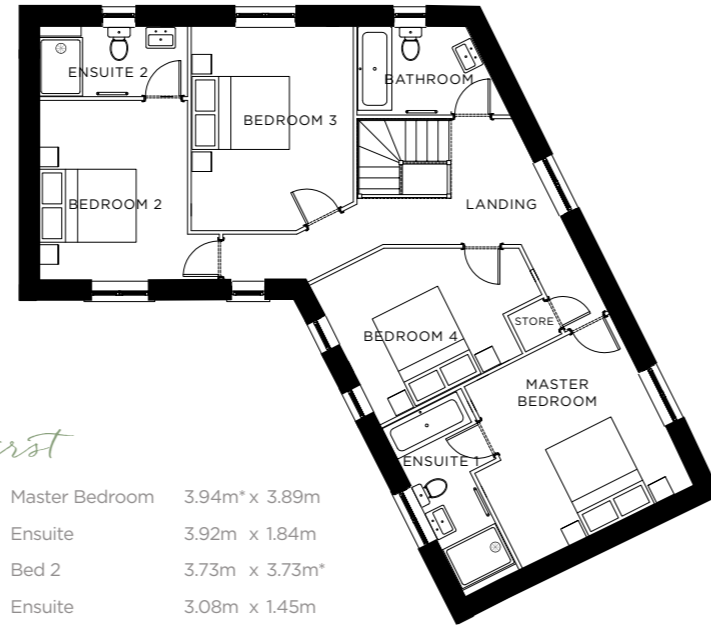 ENSUITE 2
BEDROOM 3
BATHROOM
BEDROOM 2
LANDING
BEDROOM 4
STORE
MASTER
BEDROOM
ENSUITE 1
rst
Master Bedroom 3.94m* x 3.89m
Ensuite 3.92m x 1.84m
Bed 2 3.73m x 3.73m*
Ensuite 3.08m x 1.45m